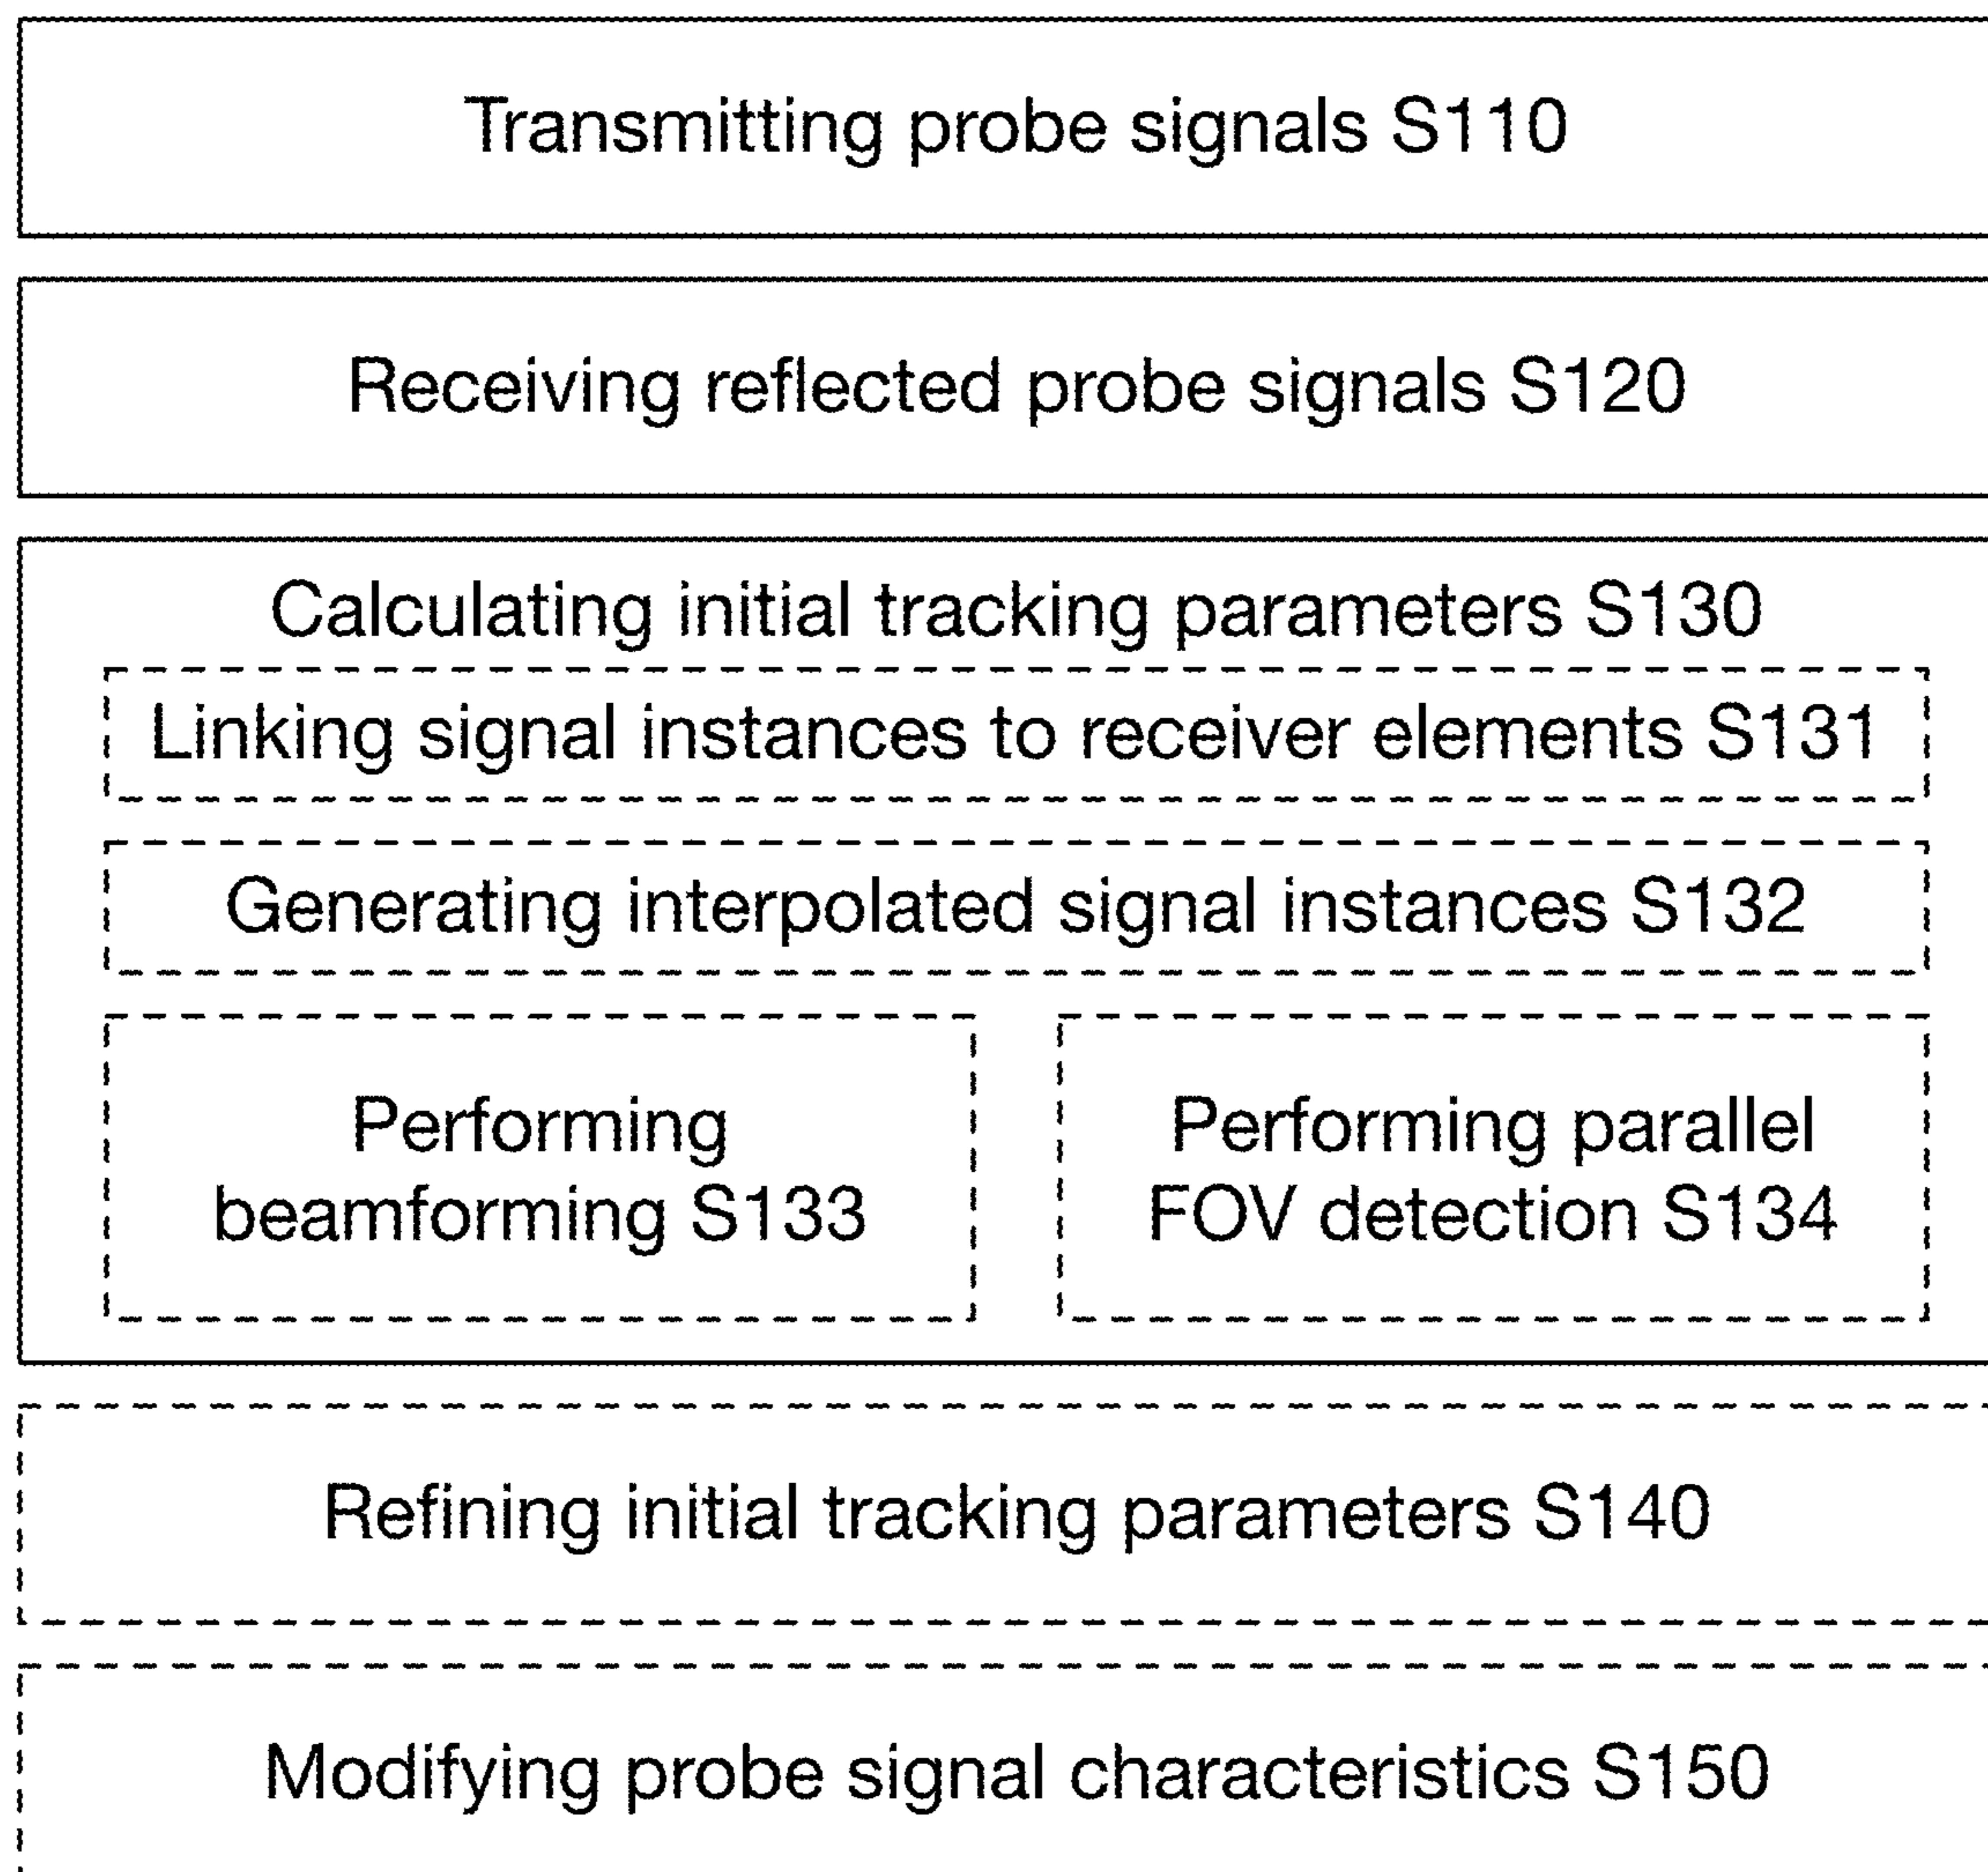 Transmitting probe signals S110
Receiving reflected probe signals S120
Calculating initial tracking parameters S130
Linking signal instances to receiver elements S131
Generating interpolated signal instances S132
Performing
beamforming S133
Performing parallel
FOV detection S134
Refining initial tracking parameters S140
Modifying probe signal characteristics S150